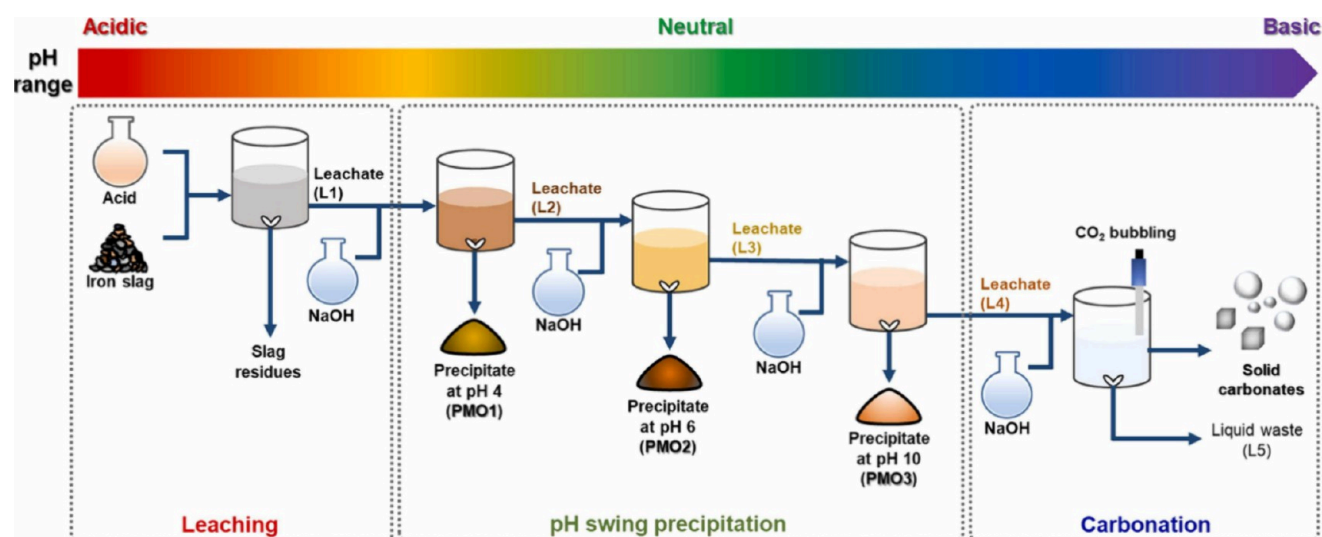 Acidic
Neutral
Basic
pH
range
Acid
Iron slag
Leachate
(L1)
NaOH
Slag
residues
Leachate
(L2)
NaOH
Precipitate
at pH 4
(PMO1)
Leachate
(L3)
NaOH
Precipitate
at pH 6
(PMO2)
Precipitate
at pH 10
(PMO3)
Leachate
(L4)
NaOH
CO₂ bubbling
Solid
carbonates
Liquid waste
(L5)
Leaching
pH swing precipitation
Carbonation